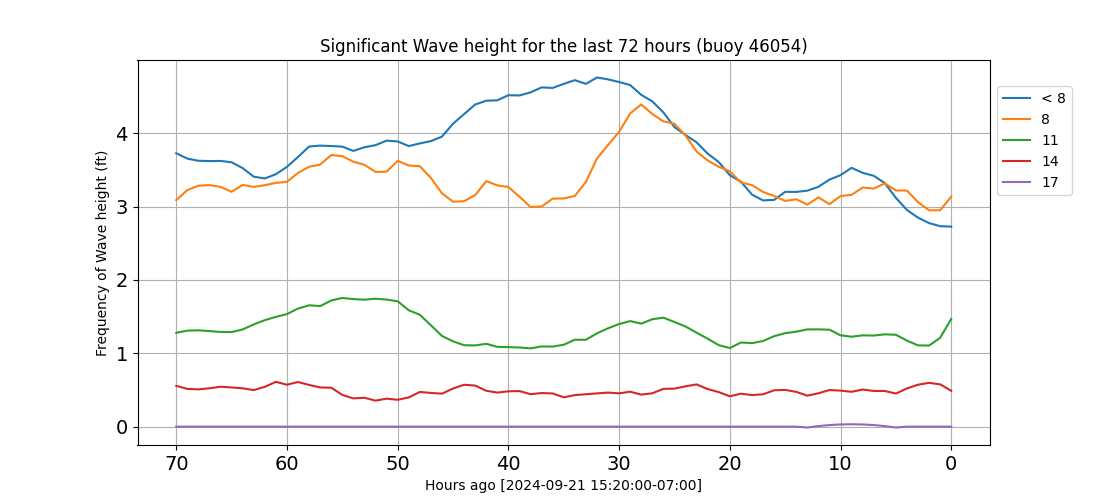 Significant Wave height for the last 72 hours (buoy 46054)
Frequency of Wave height (ft)
4
3
2
1
0
70 60 50 40 30 20 10 0
Hours ago [2024-09-21 15:20:00-07:00]
< 8
8
11
14
17